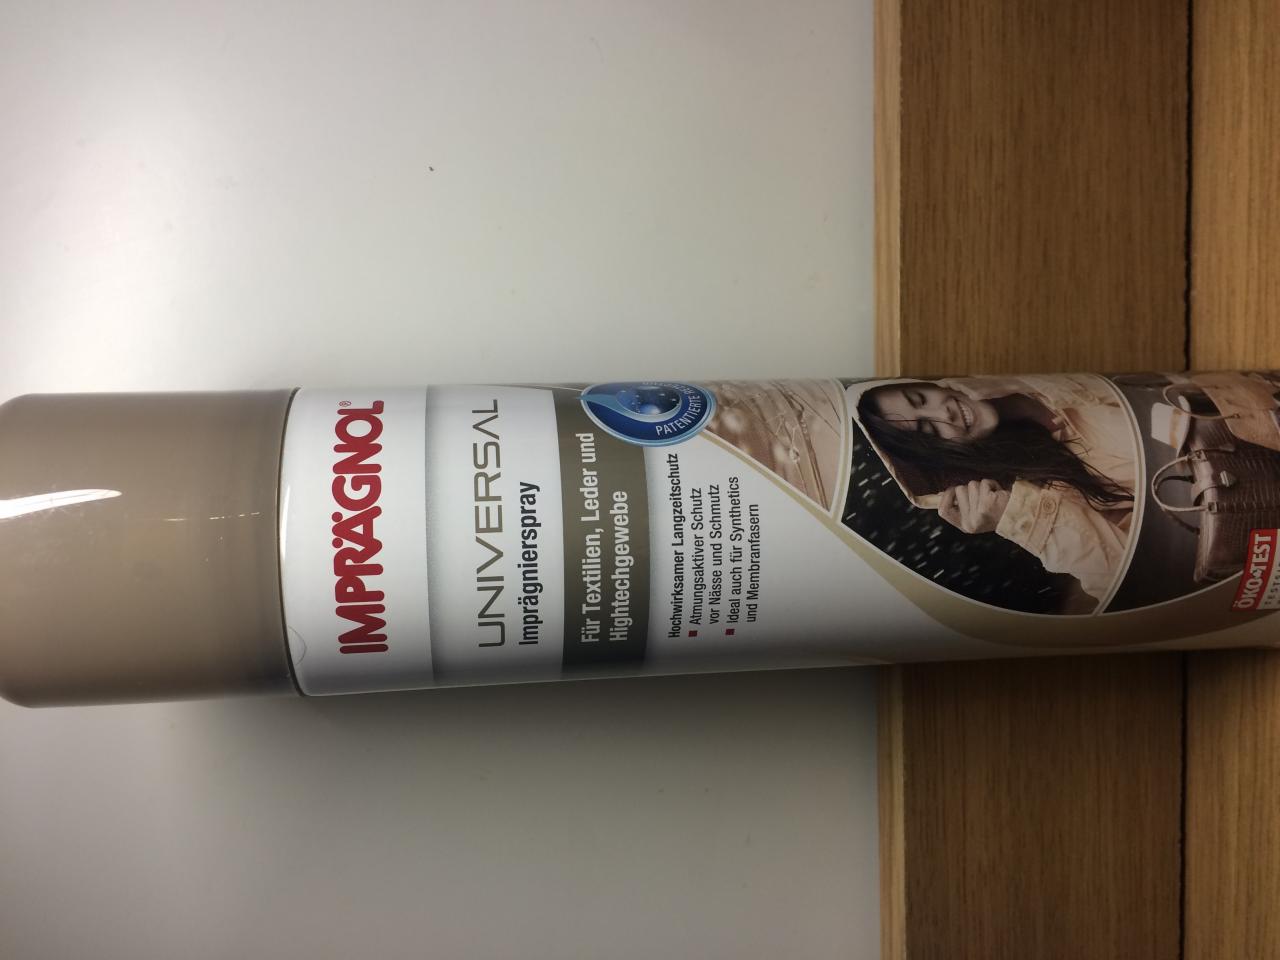 IMPRÄGNOL®
UNIVERSAL
Imprägnierspray
Für Textilien, Leder und
Hightechgewebe
PATENTIERTE
Hochwirksamer Langzeitschutz
▪ Atmungsaktiver Schutz
vor Nässe und Schmutz
▪ Ideal auch für Synthetics
und Membranfasern
ÖKO TEST